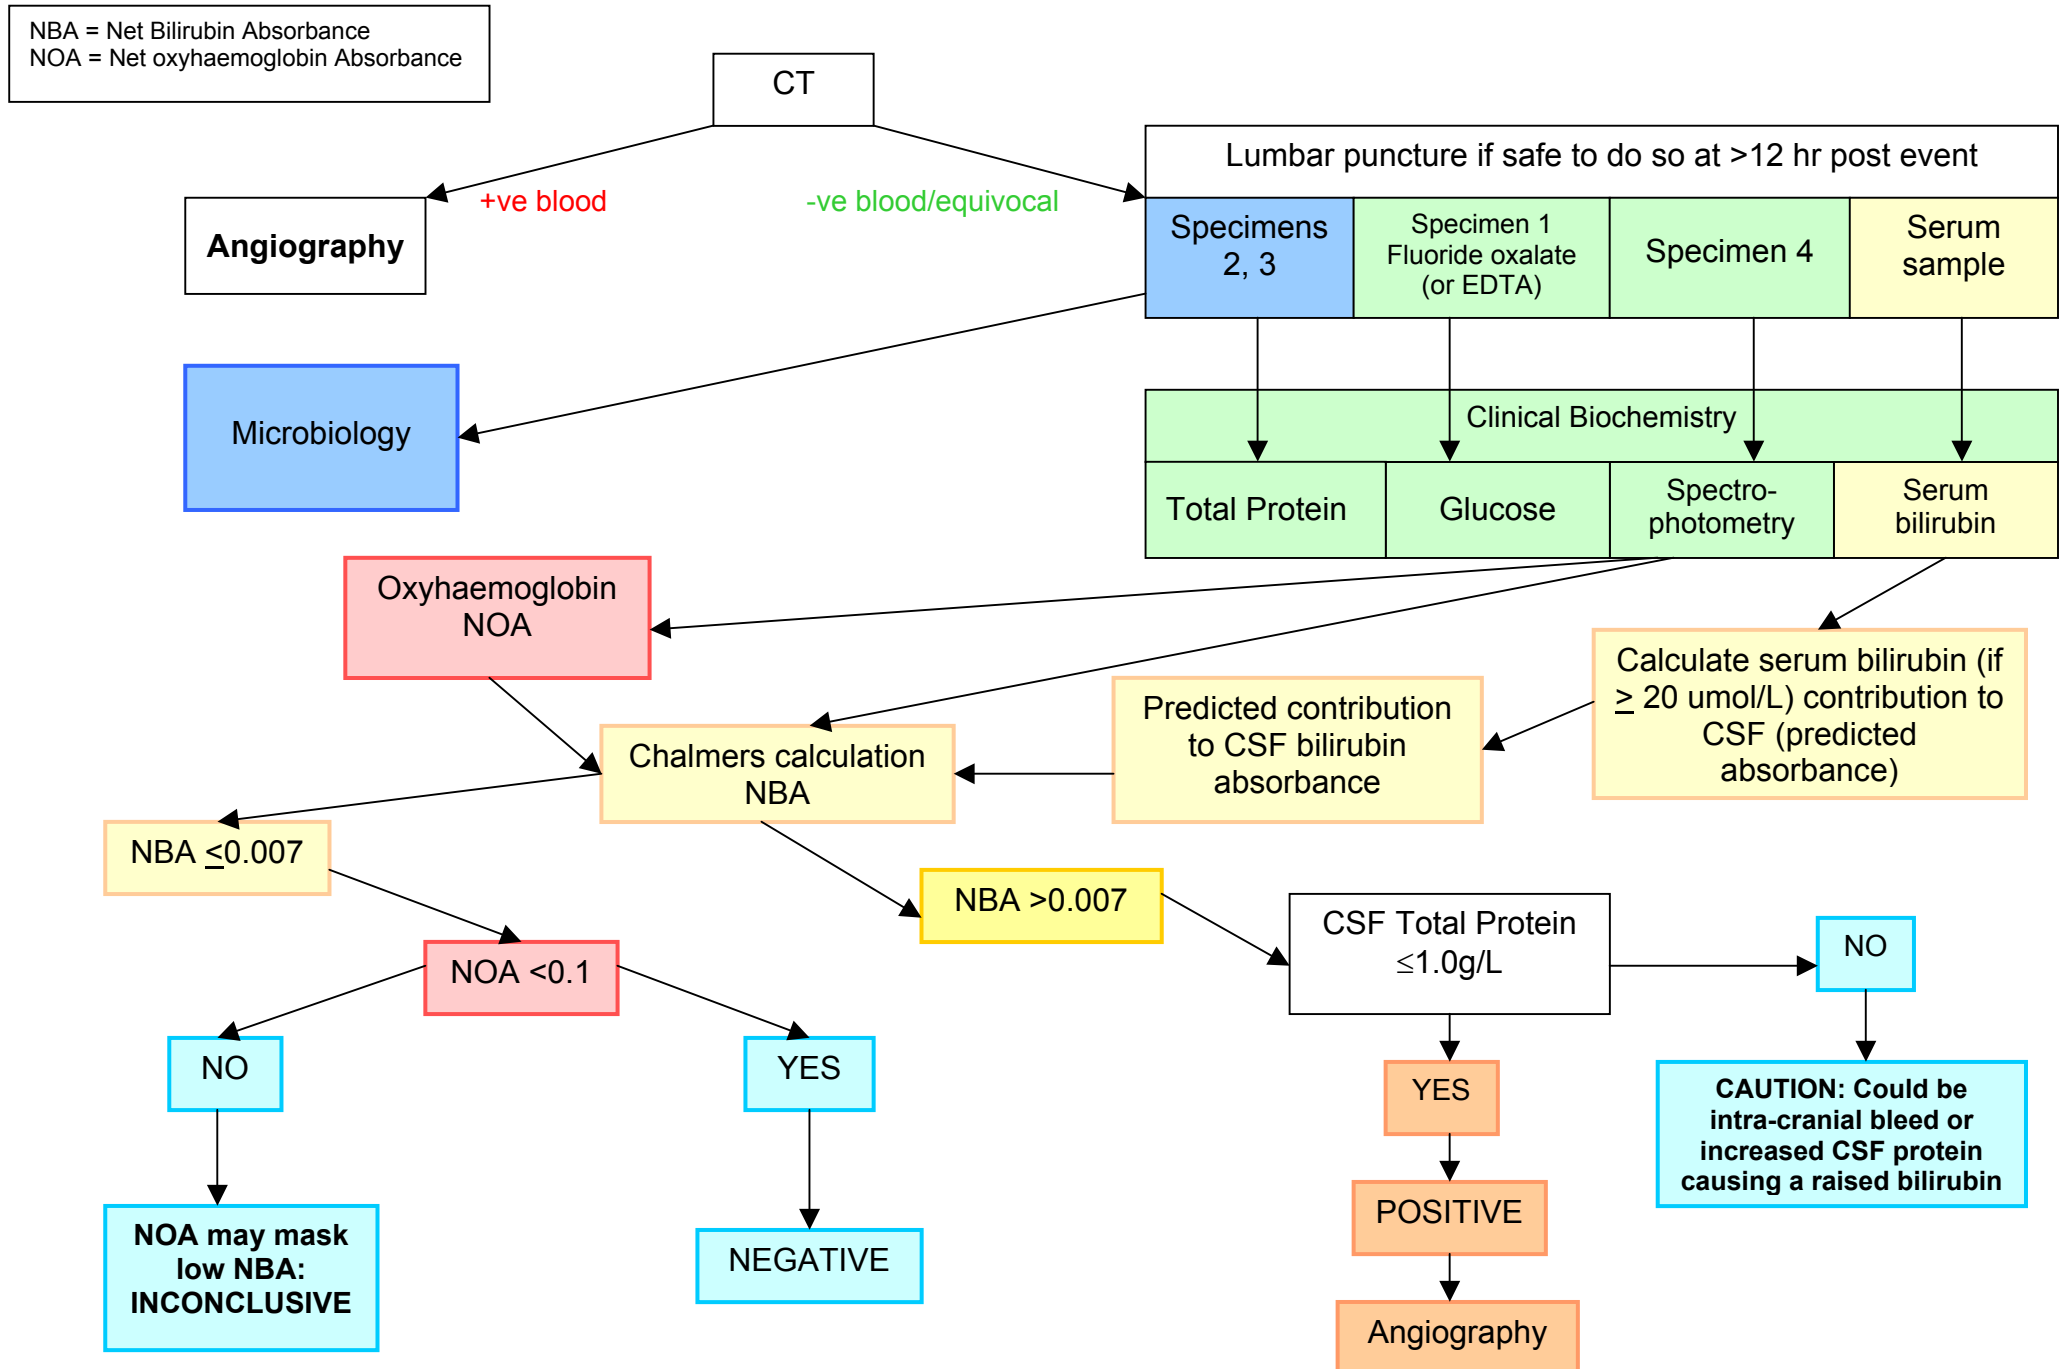 NBA = Net Bilirubin Absorbance
NOA = Net oxyhaemoglobin Absorbance
CT
Lumbar puncture if safe to do so at >12 hr post event
+ve blood
-ve blood/equivocal
Angiography
Specimens
2, 3
Specimen 1
Fluoride oxalate
(or EDTA)
Specimen 4
Serum
sample
Microbiology
Clinical Biochemistry
Total Protein
Glucose
Spectro-
photometry
Serum
bilirubin
Oxyhaemoglobin
NOA
Calculate serum bilirubin (if
≥ 20 umol/L) contribution to
CSF (predicted
absorbance)
Predicted contribution
to CSF bilirubin
absorbance
Chalmers calculation
NBA
NBA ≤0.007
NBA >0.007
CSF Total Protein
≤1.0g/L
NO
NOA <0.1
NO
YES
YES
CAUTION: Could be
intra-cranial bleed or
increased CSF protein
causing a raised bilirubin
POSITIVE
NOA may mask
low NBA:
INCONCLUSIVE
NEGATIVE
Angiography